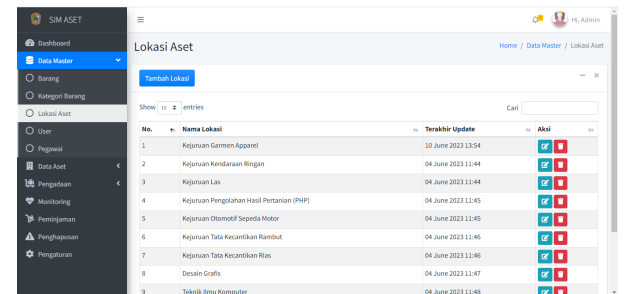 SIM ASET
Hi, Admin
Dashboard
Data Master
Barang
Kategori Barang
Lokasi Aset
User
Pegawai
Data Aset
Pengadaan
Monitoring
Peminjaman
Penghapusan
Pengaturan
Lokasi Aset
Home / Data Master / Lokasi Aset
Tambah Lokasi
Show 10 entries
Cari
No. Nama Lokasi Terakhir Update Aksi
1 Kejuruan Garmen Apparel 10 June 2023 13:54
2 Kejuruan Kendaraan Ringan 04 June 2023 11:44
3 Kejuruan Las 04 June 2023 11:44
4 Kejuruan Pengolahan Hasil Pertanian (PHP) 04 June 2023 11:45
5 Kejuruan Otomotif Sepeda Motor 04 June 2023 11:45
6 Kejuruan Tata Kecantikan Rambut 04 June 2023 11:46
7 Kejuruan Tata Kecantikan Rias 04 June 2023 11:46
8 Desain Grafis 04 June 2023 11:47
9 Teknik Ilmu Komputer 04 June 2023 11:48